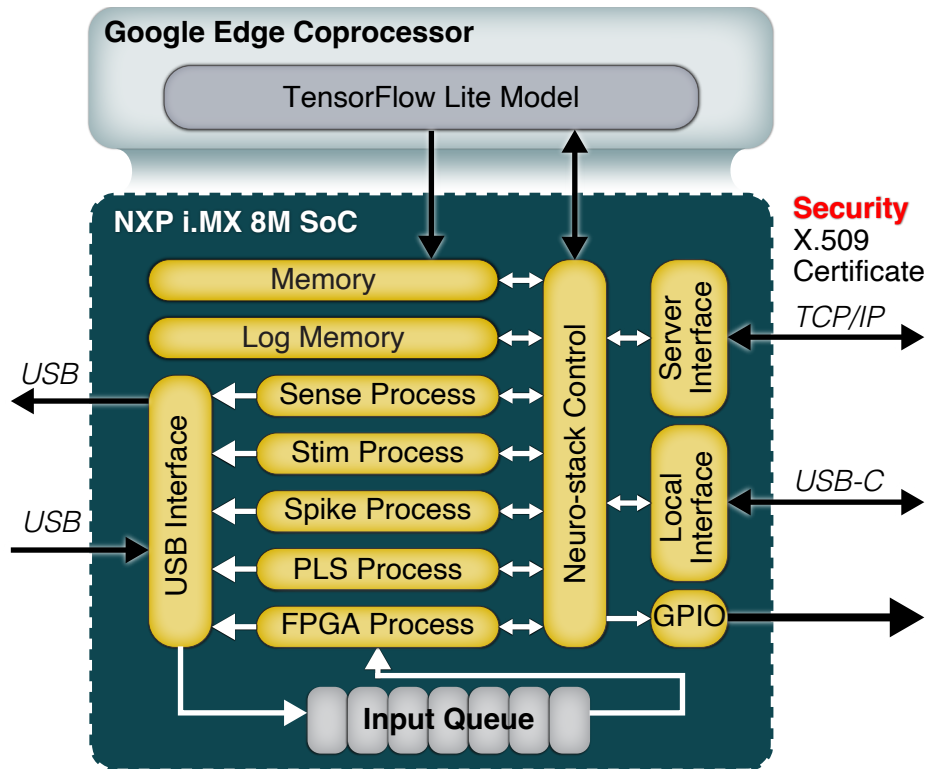 Google Edge Coprocessor
TensorFlow Lite Model
NXP i.MX 8M SoC
Security
X.509
Certificate
Memory
Log Memory
Sense Process
Stim Process
Spike Process
PLS Process
FPGA Process
USB
USB
USB Interface
Neuro-stack Control
Server
Interface
Local
Interface
GPIO
TCP/IP
USB-C
Input Queue